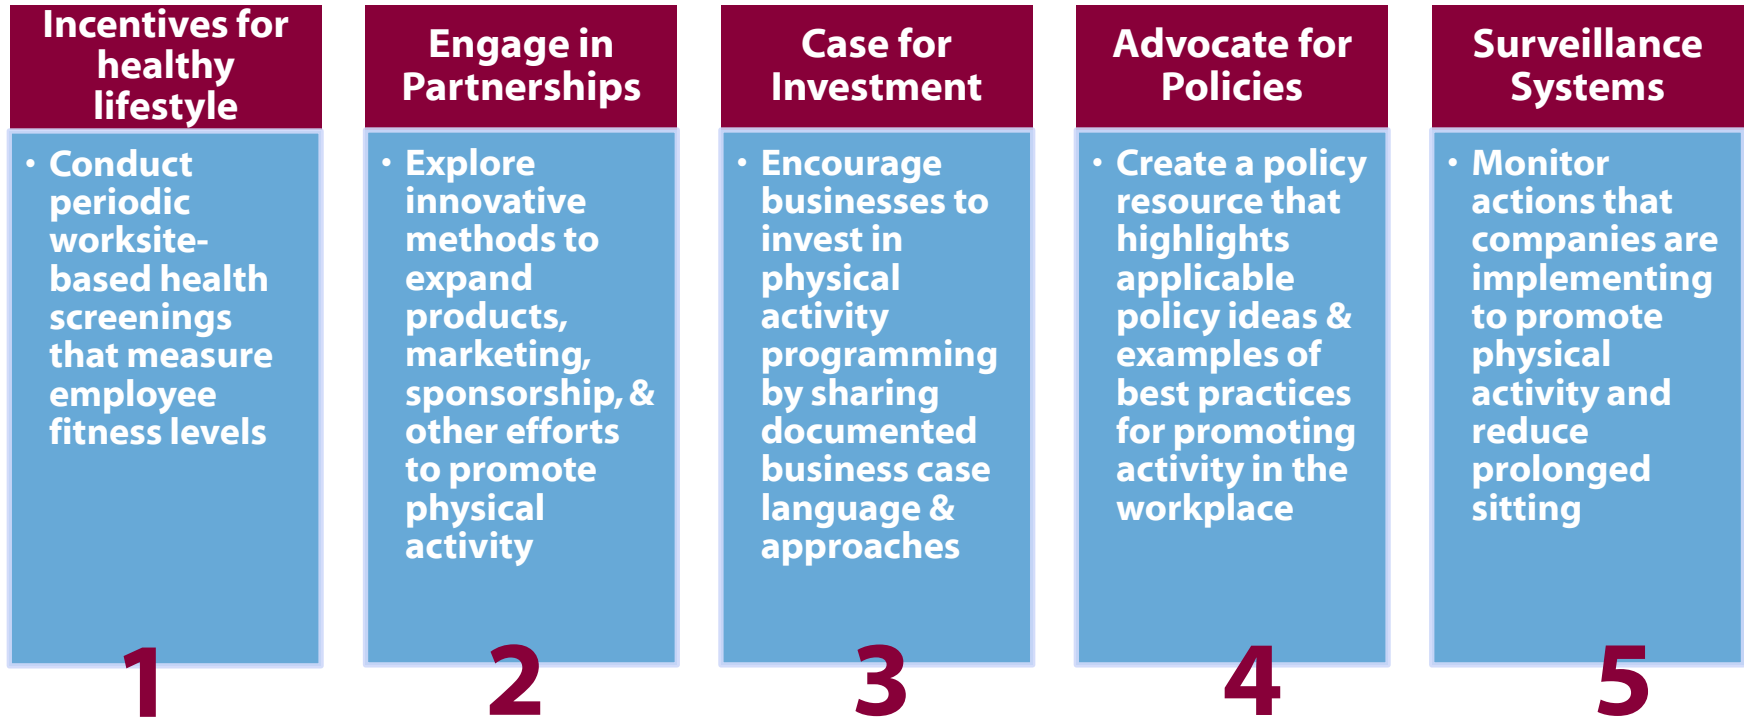 Incentives for
healthy
lifestyle
• Conduct
periodic
worksite-
based health
screenings
that measure
employee
fitness levels
1
Engage in
Partnerships
• Explore
innovative
methods to
expand
products,
marketing,
sponsorship, &
other efforts
to promote
physical
activity
2
Case for
Investment
• Encourage
businesses to
invest in
physical
activity
programming
by sharing
documented
business case
language &
approaches
3
Advocate for
Policies
• Create a policy
resource that
highlights
applicable
policy ideas &
examples of
best practices
for promoting
activity in the
workplace
4
Surveillance
Systems
• Monitor
actions that
companies are
implementing
to promote
physical
activity and
reduce
prolonged
sitting
5